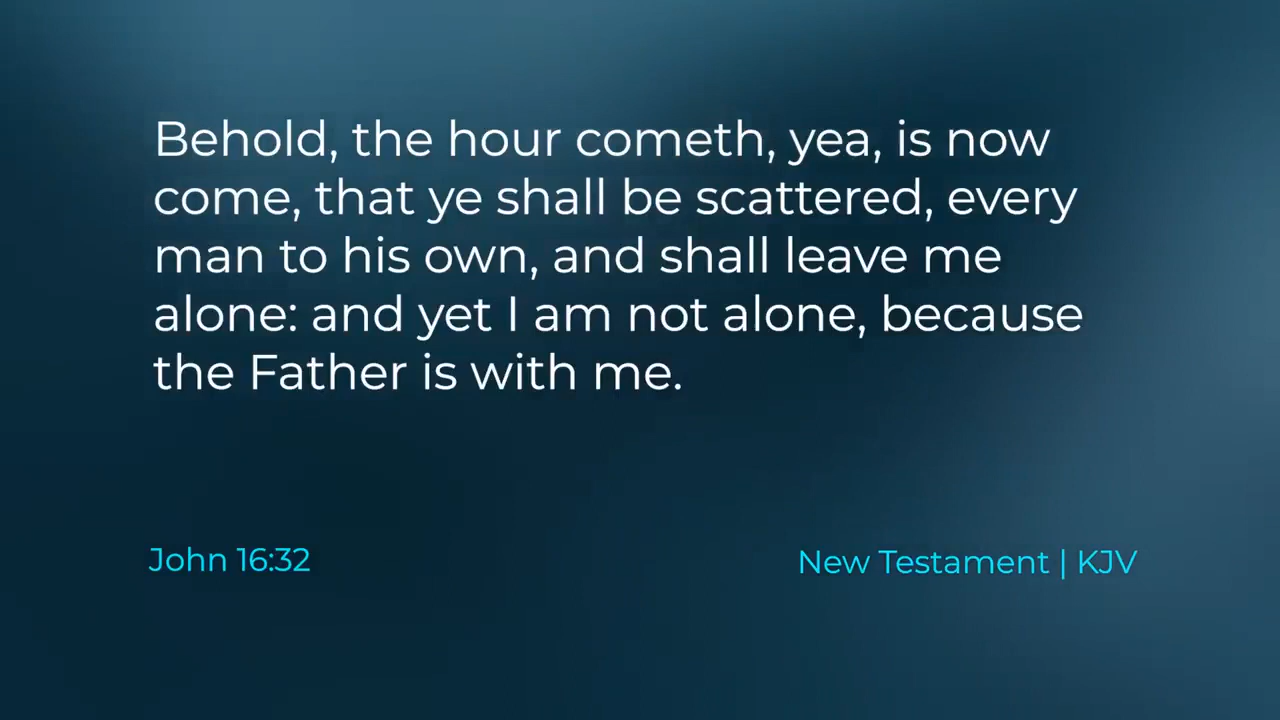 Behold, the hour cometh, yea, is now
come, that ye shall be scattered, every
man to his own, and shall leave me
alone: and yet I am not alone, because
the Father is with me.
John 16:32
New Testament | KJV